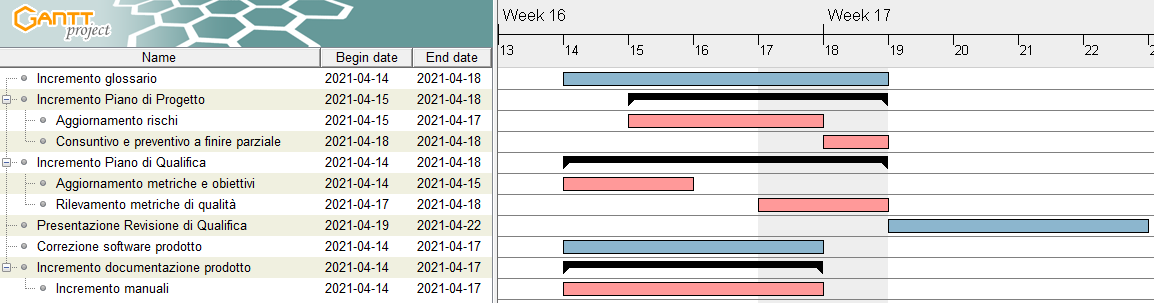 GANTT project
Week 16 Week 17
13 14 15 16 17 18 19 20 21 22
Name Begin date End date
Incremento glossario 2021-04-14 2021-04-18
Incremento Piano di Progetto 2021-04-15 2021-04-18
Aggiornamento rischi 2021-04-15 2021-04-17
Consuntivo e preventivo a finire parziale 2021-04-18 2021-04-18
Incremento Piano di Qualifica 2021-04-14 2021-04-18
Aggiornamento metriche e obiettivi 2021-04-14 2021-04-15
Rilevamento metriche di qualità 2021-04-17 2021-04-18
Presentazione Revisione di Qualifica 2021-04-19 2021-04-22
Correzione software prodotto 2021-04-14 2021-04-17
Incremento documentazione prodotto 2021-04-14 2021-04-17
Incremento manuali 2021-04-14 2021-04-17